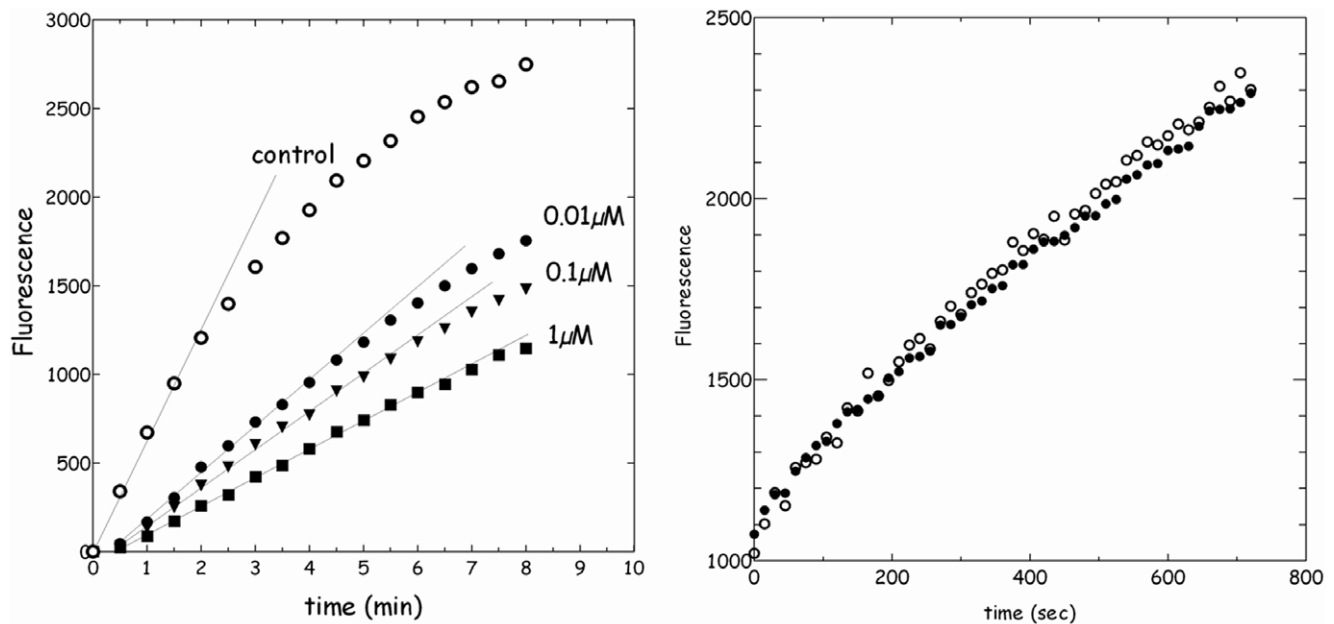 3000
2500
2000
1500
1000
500
0
Fluorescence
control
0.01μM
0.1μM
1μM
0 1 2 3 4 5 6 7 8 9 10
time (min)
2500
2000
1500
1000
Fluorescence
0 200 400 600 800
time (sec)